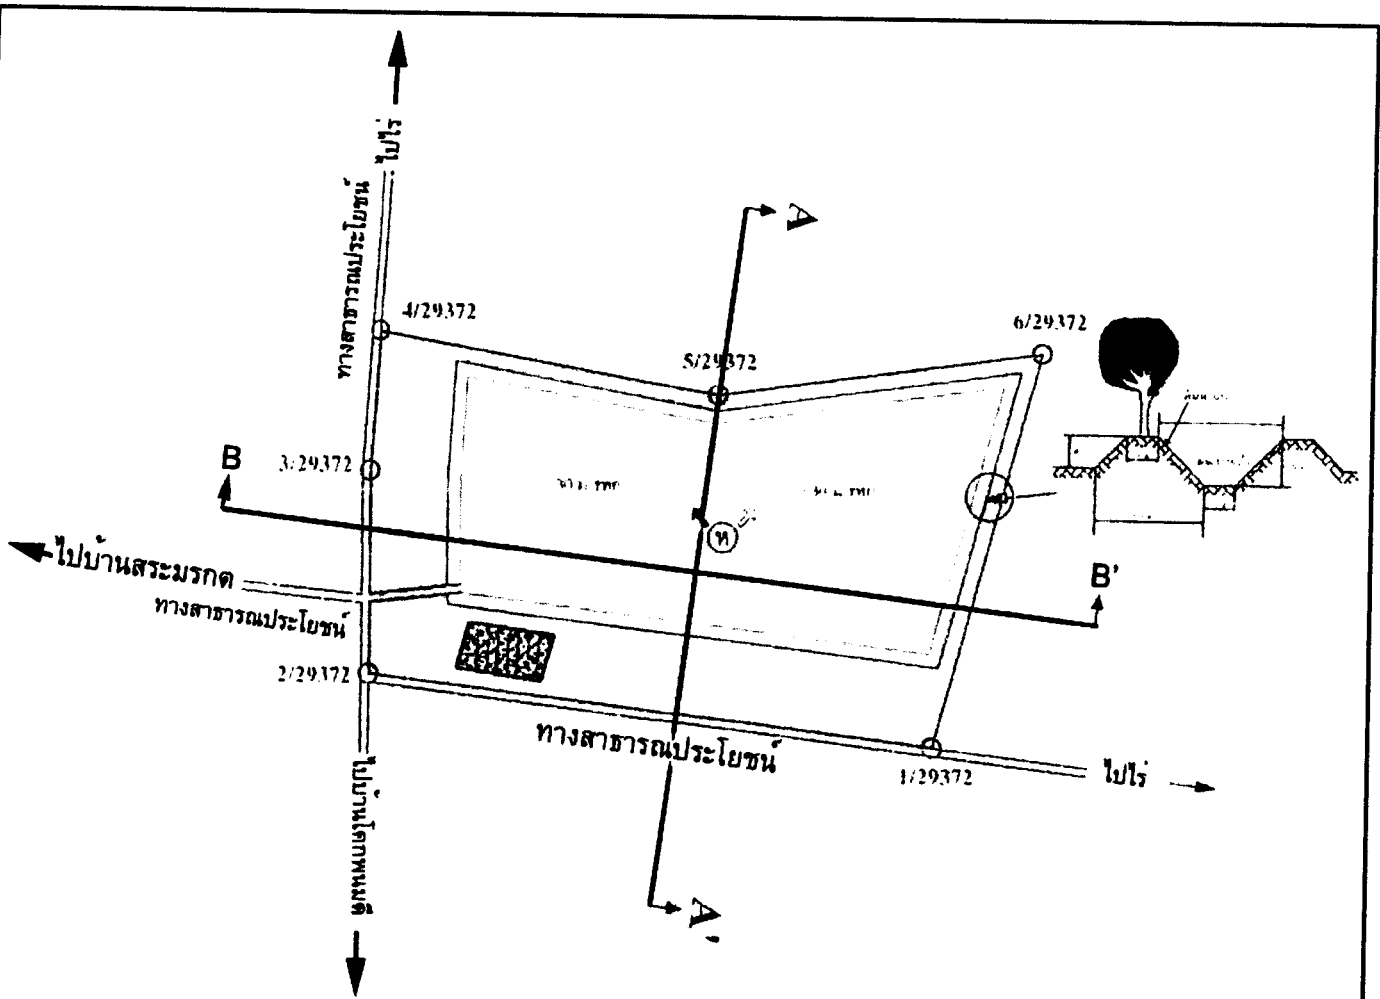 ไปไร่
ทางสาธารณประโยชน์
A
4/29372
6/29372
5/29372
B
3/29372
ท
B'
ไปบ้านสระมรกต
ทางสาธารณประโยชน์
2/29372
ทางสาธารณประโยชน์
1/29372
ไปไร่
ไปบ้านโคกพนมดี
A'